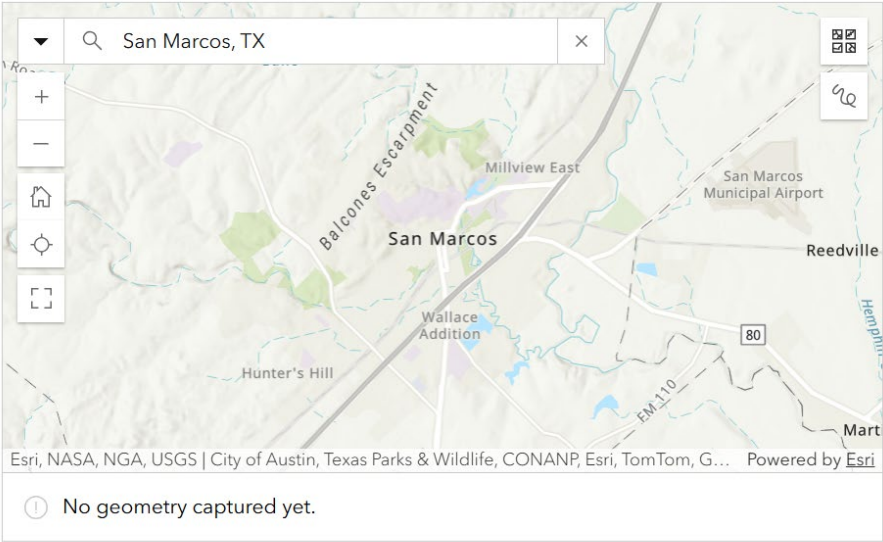 San Marcos, TX
Balcones Escarpment
Millview East
San Marcos
Municipal Airport
San Marcos
Reedville
Wallace
Addition
80
Hunter's Hill
FM 110
Mart
Esri, NASA, NGA, USGS | City of Austin, Texas Parks & Wildlife, CONANP, Esri, TomTom, G... Powered by Esri
No geometry captured yet.